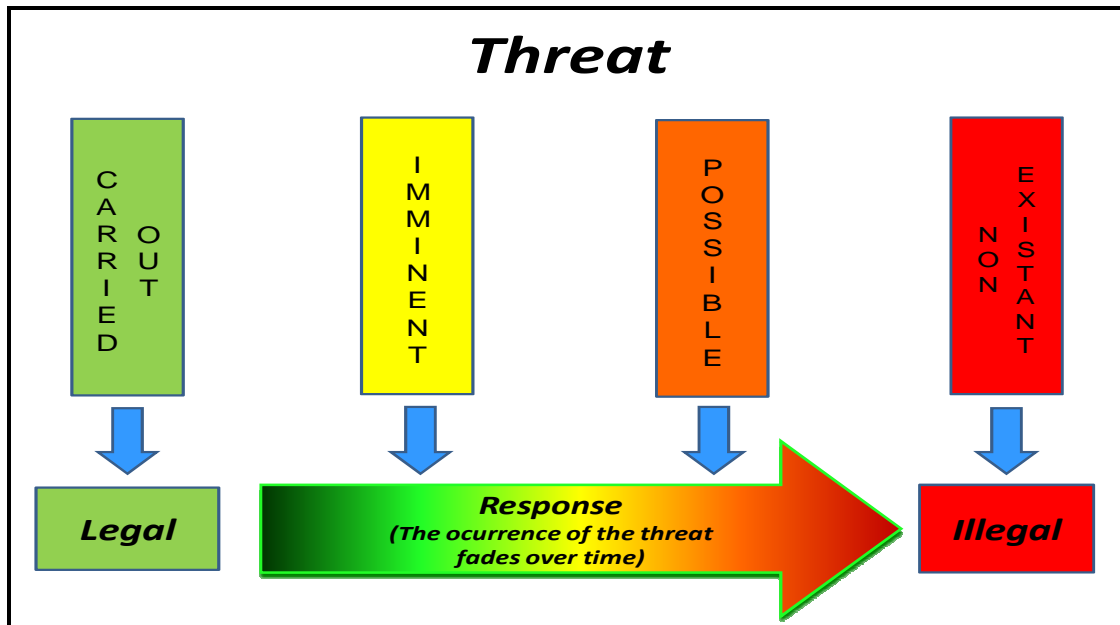 Threat
CARRIED
OUT
IMMINENT
POSSIBLE
NON
EXISTANT
Legal
Response
(The ocurrence of the threat
fades over time)
Illegal